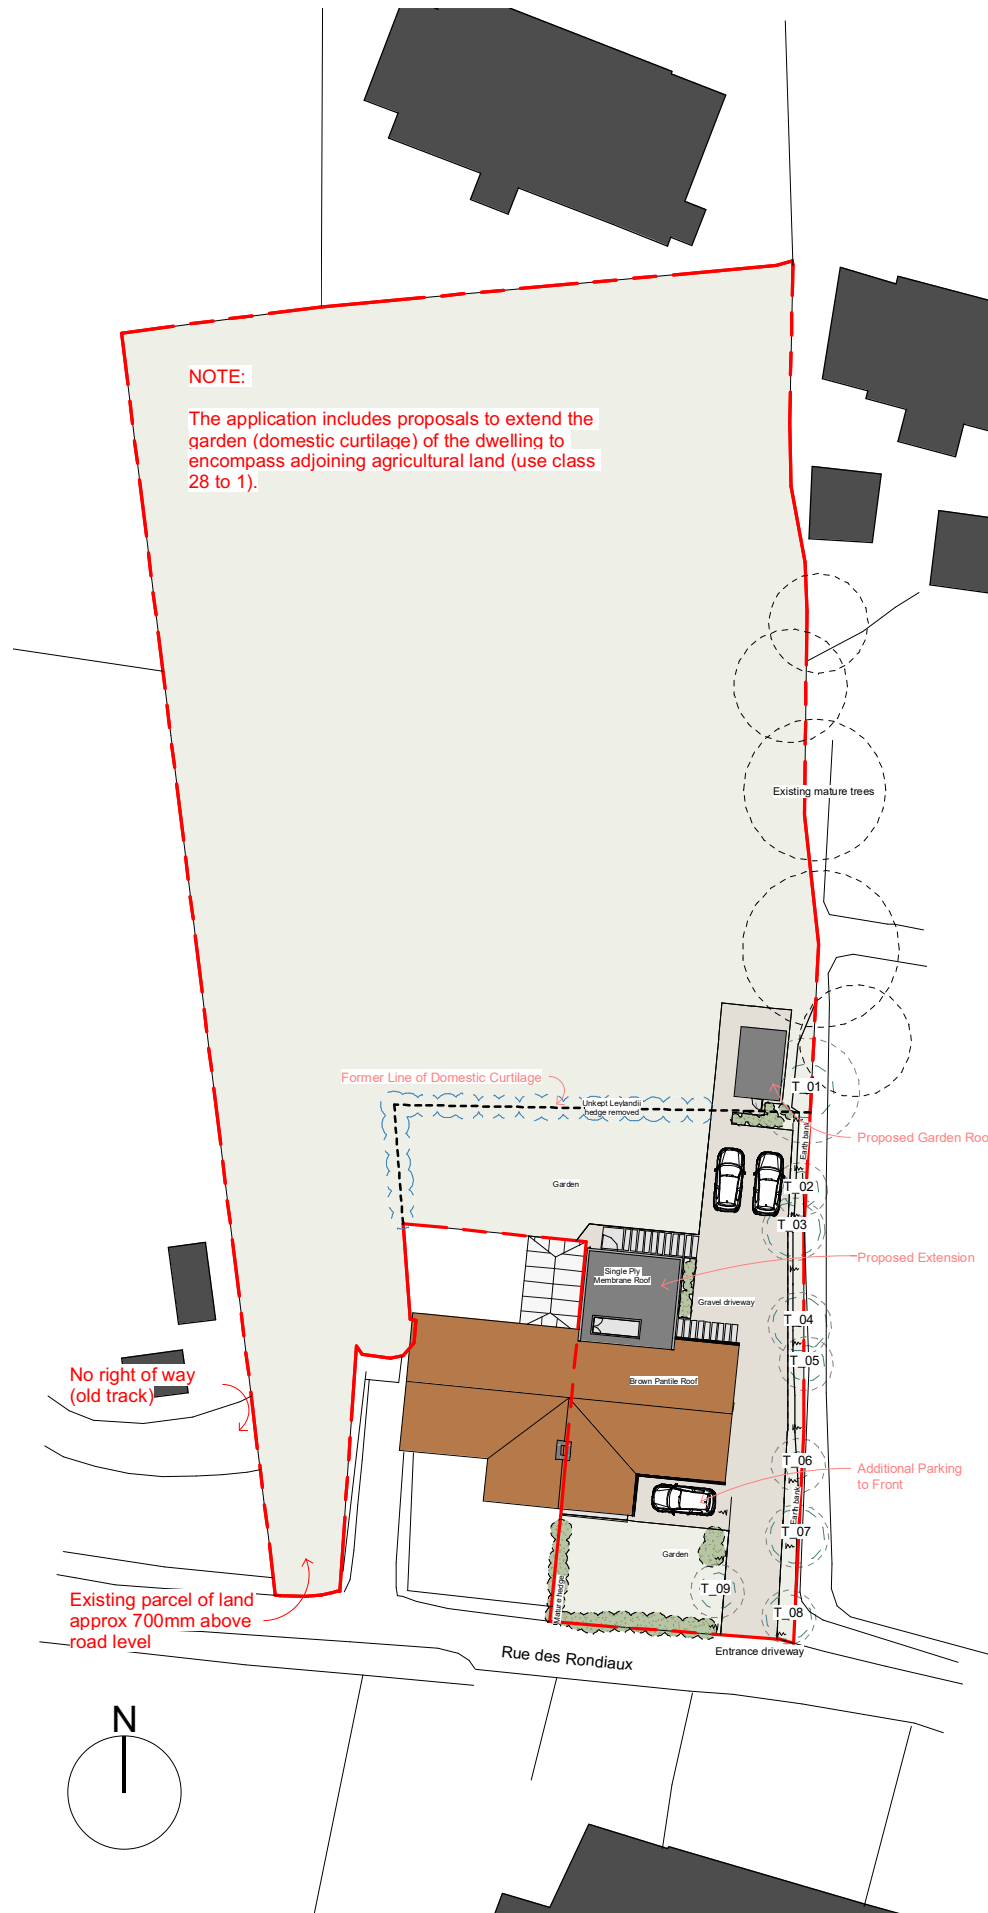 NOTE:
The application includes proposals to extend the
garden (domestic curtilage) of the dwelling to
encompass adjoining agricultural land (use class
28 to 1).
Existing mature trees
Former Line of Domestic Curtilage
Unkept Leylandii
hedge removed
T_01
Earth bank
Proposed Garden Roo
Garden
T_02
T_03
Single Ply
Membrane Roof
Proposed Extension
Gravel driveway
T_04
T_05
No right of way
(old track)
Brown Pantile Roof
T_06
Additional Parking
to Front
Earth bank
T_07
Garden
T_09
Mature hedge
T_08
Existing parcel of land
approx 700mm above
road level
Rue des Rondiaux
Entrance driveway
N